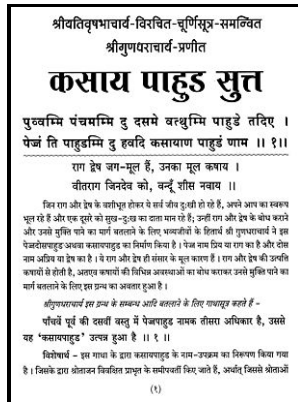 श्रीयतिवृषभाचार्य-विरचित-चूर्णिसूत्र-समन्वित
श्रीगुणधराचार्य-प्रणीत
कसाय पाहुड सुत्त
पुव्वम्मि पंचमम्मि दु दसमे वत्थुम्मि पाहुडे तदिए ।
पेज्जं ति पाहुडम्मि दु हवदि कसायाण पाहुडं णाम ॥ १॥
राग द्वेष जग-मूल हैं, उनका मूल कषाय ।
वीतराग जिनदेव को, वन्दूँ शीस नवाय ॥
जिन राग और द्वेष के वशीभूत होकर ये सर्व जीव दुःखी हो रहे हैं, अपने आप का स्वरूप
भूल रहे हैं और एक दूसरे को सुख-दुःख का दाता मान रहे हैं; उन्हीं राग और द्वेष के बोध कराने
और उनसे मुक्ति पाने का मार्ग बतलाने के लिए भव्यजीवों के हितार्थ श्री गुणधराचार्य ने इस
पेज्जदोसपाहुड अथवा कसायपाहुड का निर्माण किया है । पेज्ज नाम प्रिय या राग का है और दोस
नाम अप्रिय या द्वेष का है । ये राग और द्वेष ही संसार के मूल कारण हैं । राग और द्वेष की उत्पत्ति
कषायों से होती है, अतएव कषायों की विभिन्न अवस्थाओं का बोध कराकर उनसे मुक्ति पाने का
मार्ग बतलाने के लिए इस ग्रन्थ का अवतार हुआ है ।
श्रीगुणधराचार्य इस ग्रन्थ के सम्बन्ध आदि बतलाने के लिए गाथासूत्र कहते हैं -
पाँचवें पूर्व की दसवीं वस्तु में पेज्जपाहुड नामक तीसरा अधिकार है, उससे
यह 'कसायपाहुड' उत्पन्न हुआ है ॥ १ ॥
विशेषार्थ - इस गाथा के द्वारा कसायपाहुड के नाम-उपक्रम का निरूपण किया गया
है । जिसके द्वारा श्रोताजन विवक्षित प्राभृत के समीपवर्ती किए जाते हैं, अर्थात् जिससे श्रोताओं
(१)